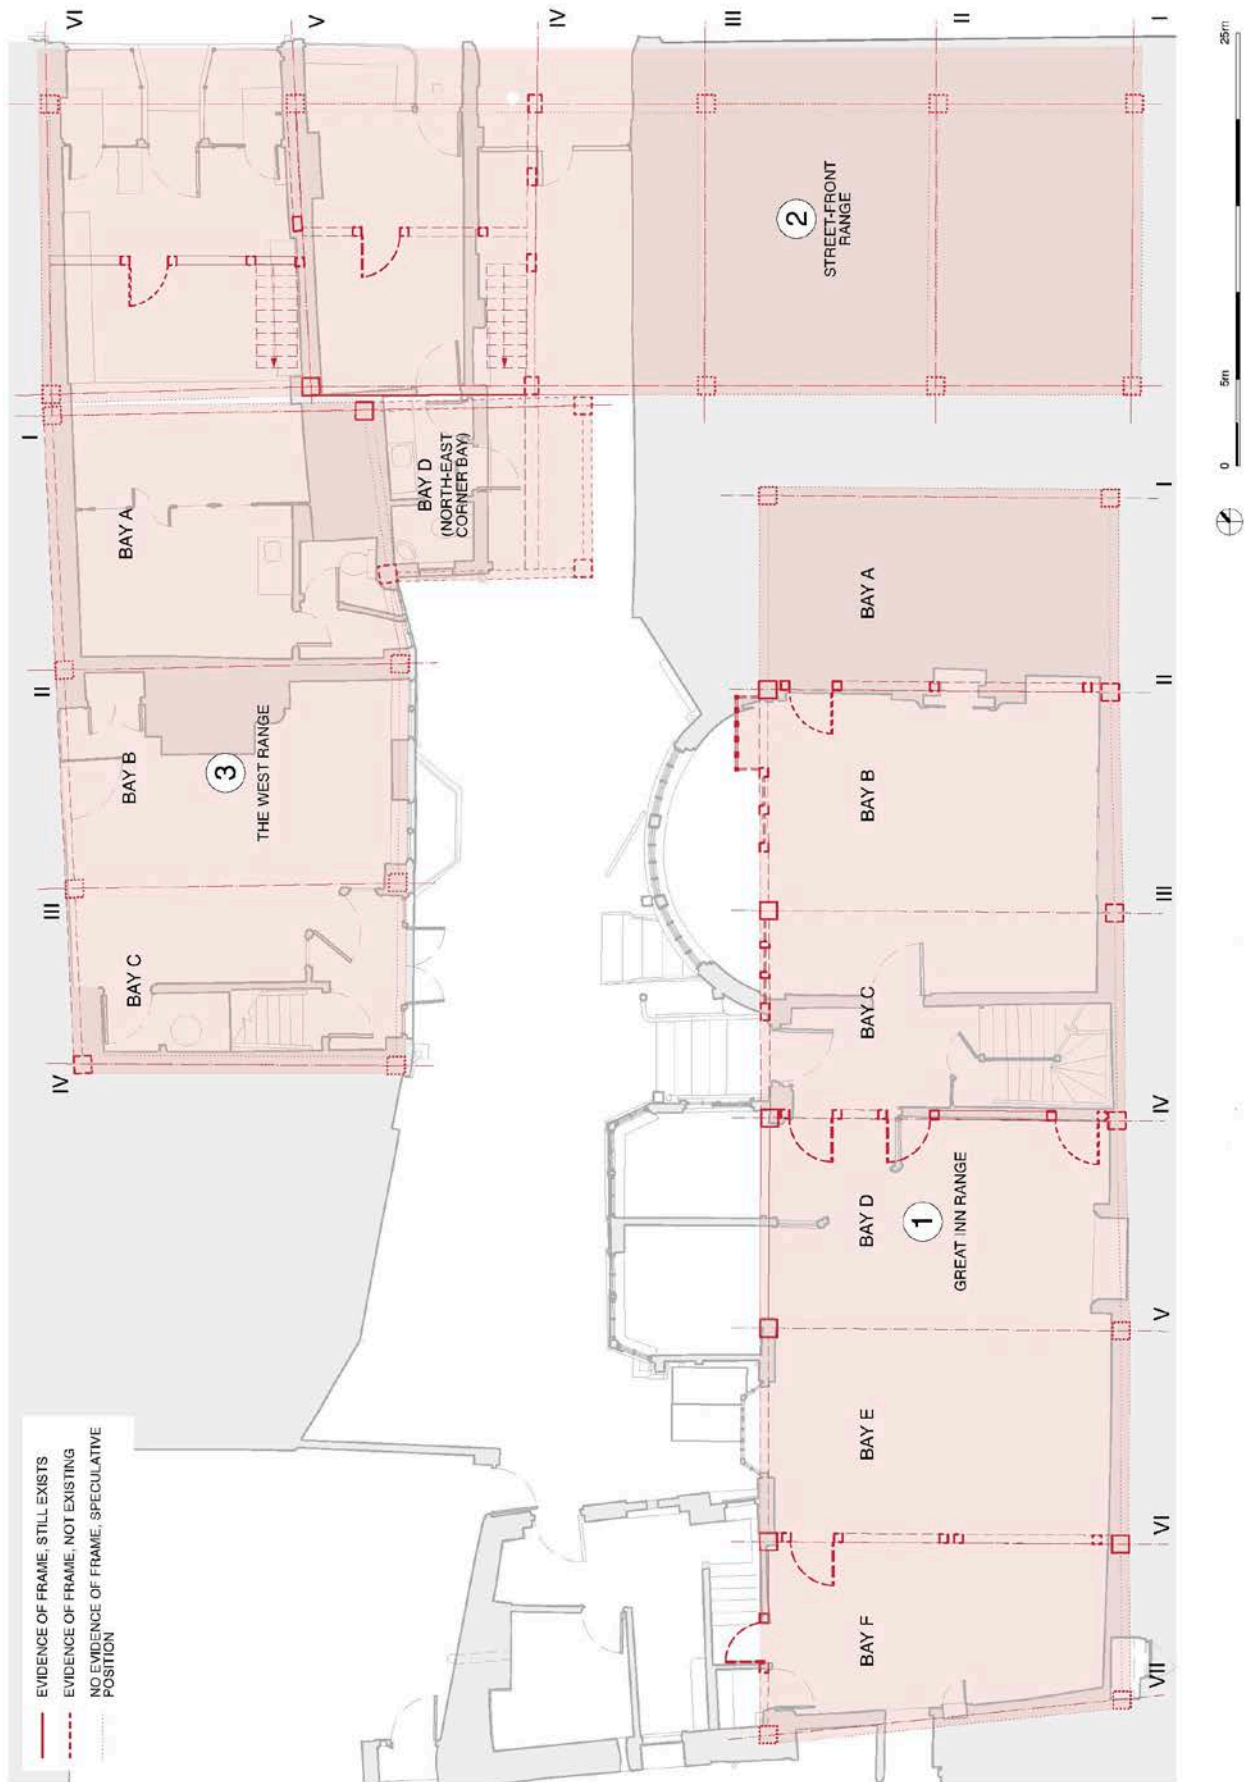 EVIDENCE OF FRAME, STILL EXISTS
EVIDENCE OF FRAME, NOT EXISTING
NO EVIDENCE OF FRAME, SPECULATIVE
POSITION
VI
V
IV
III
II
I
2
STREET-FRONT
RANGE
0
5m
25m
I
II
III
IV
BAY A
BAY B
BAY C
BAY D
(NORTH-EAST
CORNER BAY)
3
THE WEST RANGE
I
II
III
IV
V
VI
VII
BAY A
BAY B
BAY C
BAY D
BAY E
BAY F
1
GREAT INN RANGE